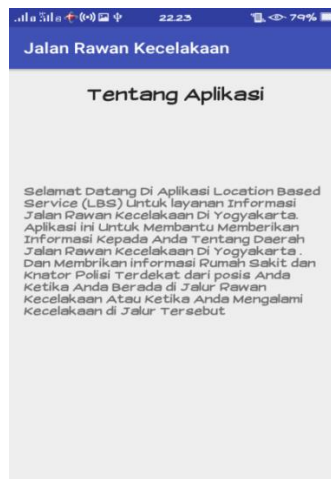 22.23
79%
Jalan Rawan Kecelakaan
Tentang Aplikasi
Selamat Datang Di Aplikasi Location Based
Service (LBS) Untuk layanan Informasi
Jalan Rawan Kecelakaan Di Yogyakarta.
Aplikasi ini Untuk Membantu Memberikan
Informasi Kepada Anda Tentang Daerah
Jalan Rawan Kecelakaan Di Yogyakarta .
Dan Membrikan informasi Rumah Sakit dan
Knator Polisi Terdekat dari posis Anda
Ketika Anda Berada di Jalur Rawan
Kecelakaan Atau Ketika Anda Mengalami
Kecelakaan di Jalur Tersebut